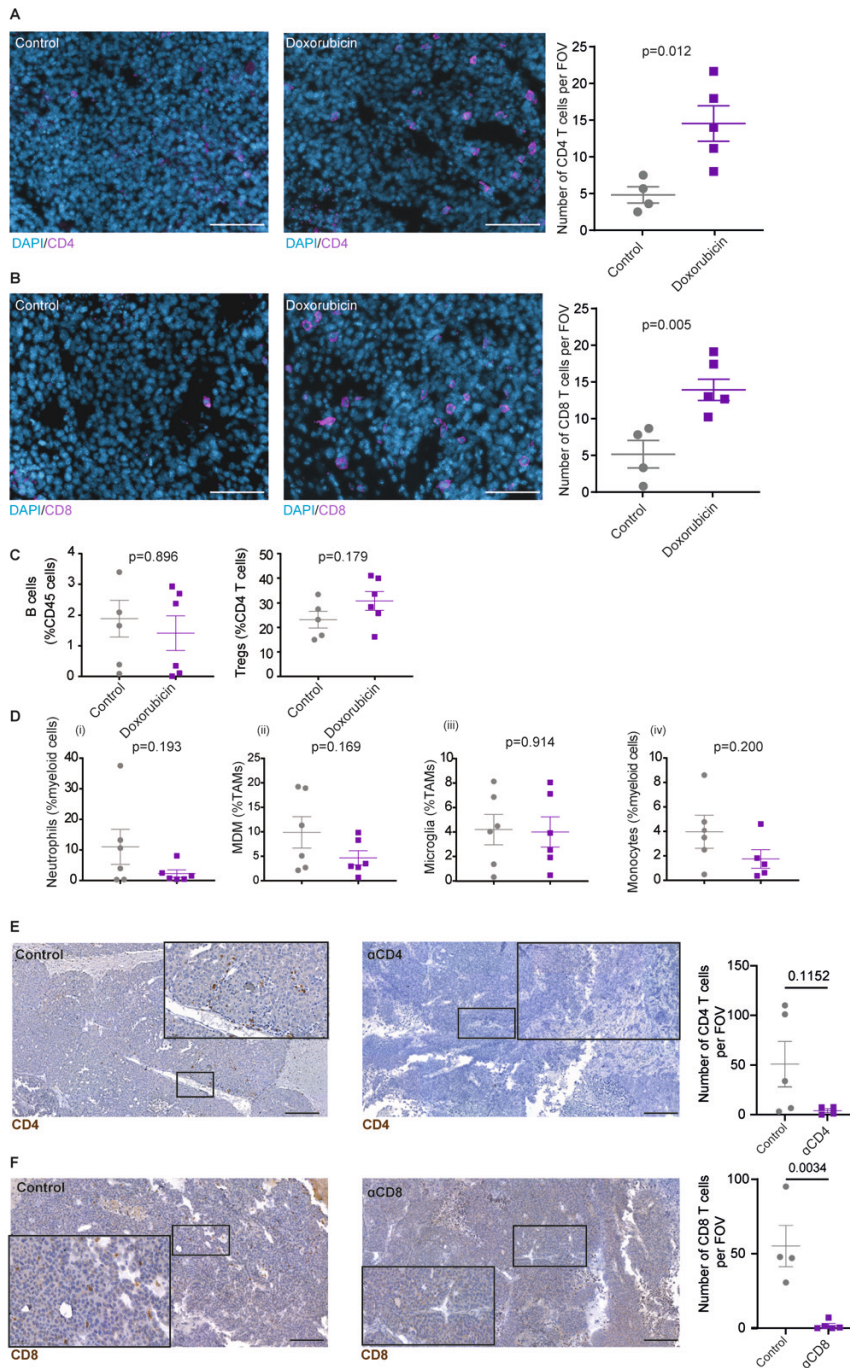 A
Control
Doxorubicin
DAPI/CD4
DAPI/CD4
Number of CD4 T cells per FOV
25
20
15
10
5
0
p=0.012
Control
Doxorubicin
B
Control
Doxorubicin
DAPI/CD8
DAPI/CD8
Number of CD8 T cells per FOV
25
20
15
10
5
0
p=0.005
Control
Doxorubicin
C
B cells
(%CD45 cells)
4
3
2
1
0
p=0.896
Control
Doxorubicin
Tregs (%CD4 T cells)
50
40
30
20
10
0
p=0.179
Control
Doxorubicin
D
(i)
Neutrophils (%myeloid cells)
40
30
20
10
0
p=0.193
(ii)
MDM (%TAMs)
25
20
15
10
5
0
p=0.169
(iii)
Microglia (%TAMs)
10
8
6
4
2
0
p=0.914
(iv)
Monocytes (%myeloid cells)
10
8
6
4
2
0
p=0.200
E
Control
CD4
αCD4
CD4
Number of CD4 T cells
per FOV
150
100
50
0
0.1152
Control
αCD4
F
Control
CD8
αCD8
CD8
Number of CD8 T cells
per FOV
100
50
0
0.0034
Control
αCD8